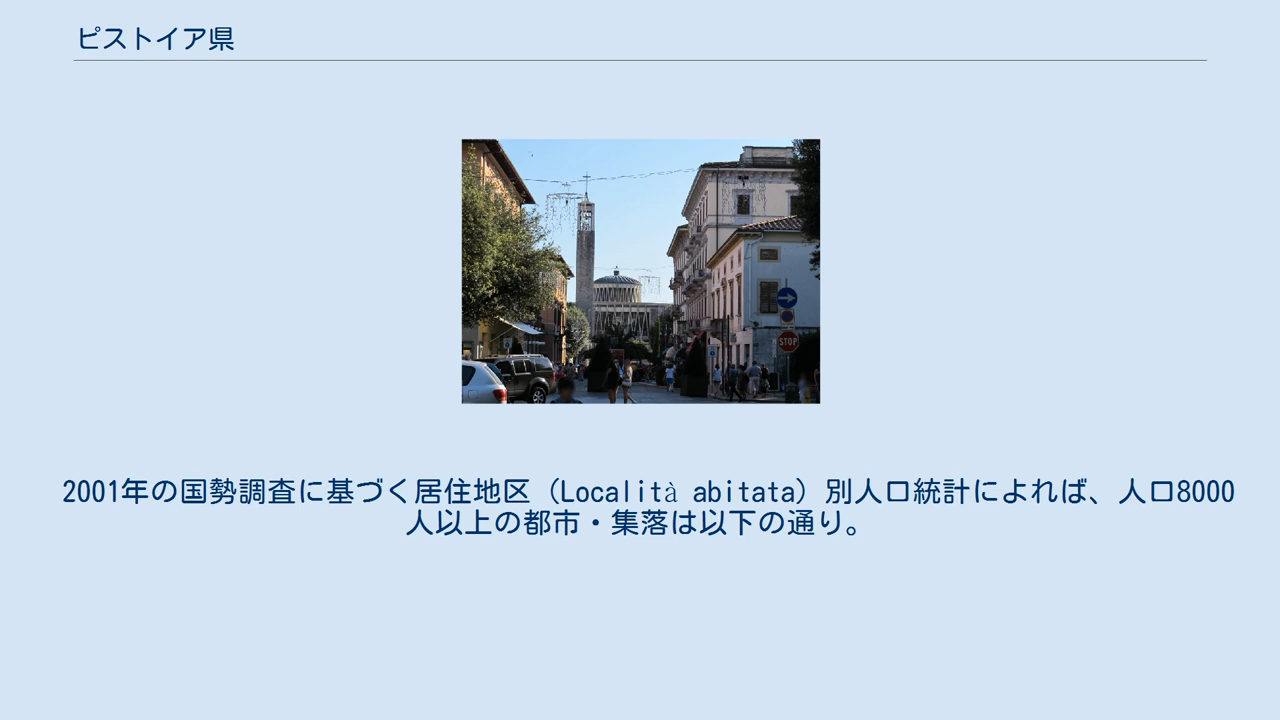 ピストイア県
STOP
2001年の国勢調査に基づく居住地区（Località abitata）別人口統計によれば、人口8000
人以上の都市・集落は以下の通り。